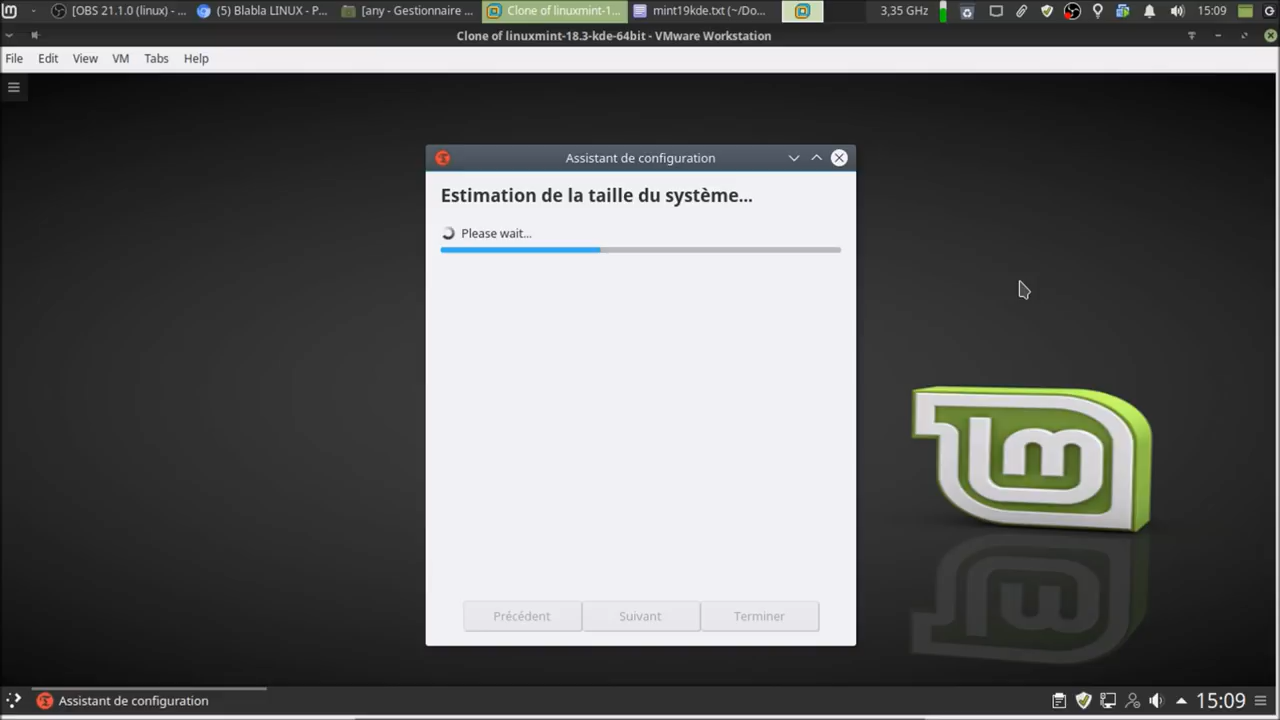 [OBS 21.1.0 (linux) - ...
(5) Blabla LINUX - P...
[any - Gestionnaire ...
Clone of linuxmint-1...
mint19kde.txt (~/Do...
3,35 GHz
15:00
Clone of linuxmint-18.3-kde-64bit - VMware Workstation
File Edit View VM Tabs Help
Assistant de configuration
Estimation de la taille du système...
Please wait...
lm
Précédent Suivant Terminer
Assistant de configuration
15:09